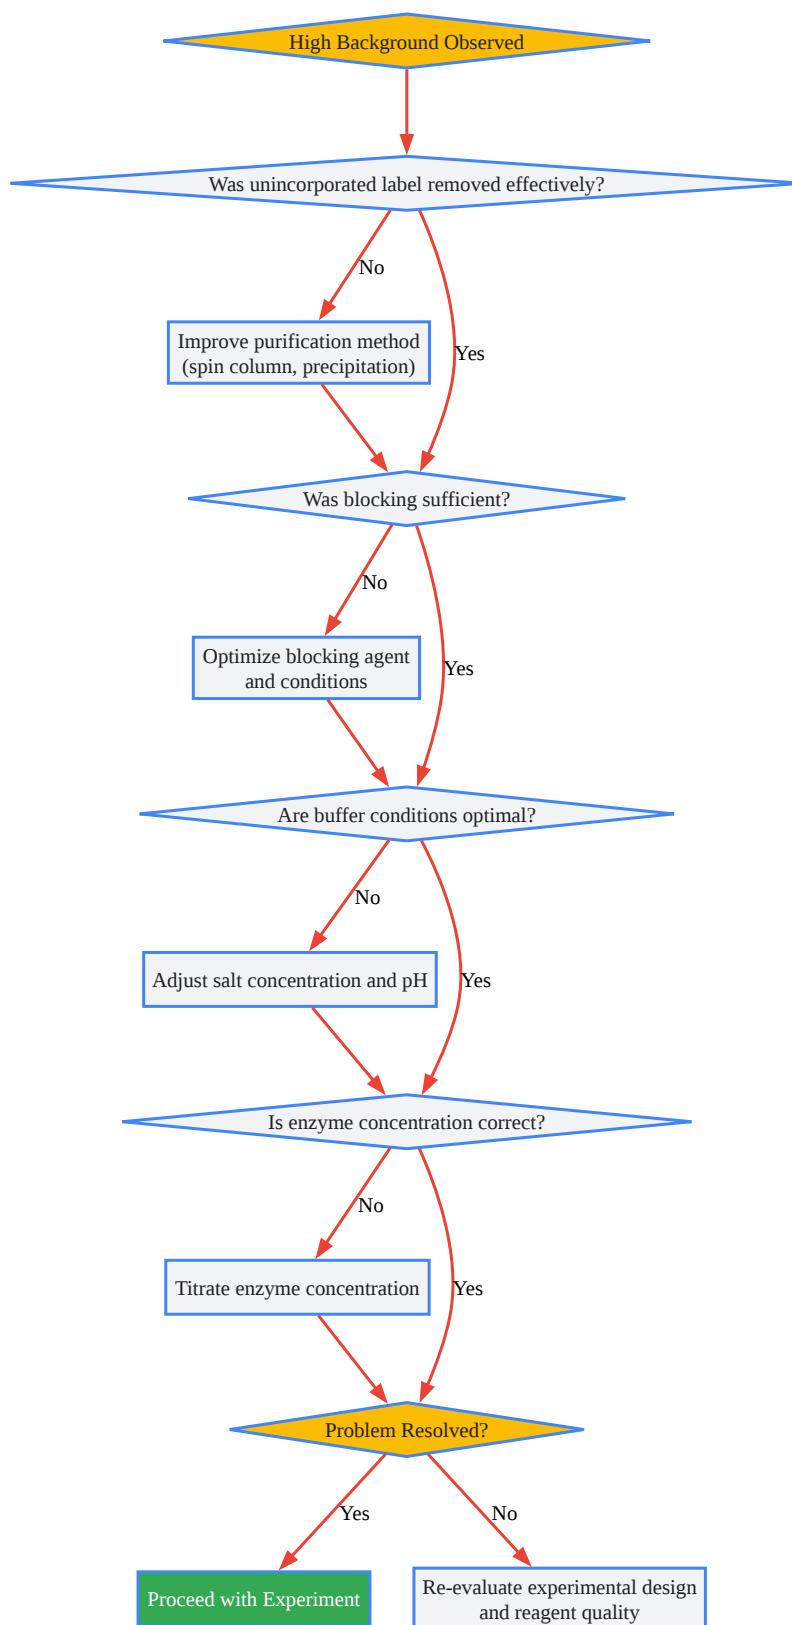 High Background Observed
Was unincorporated label removed effectively?
No
Improve purification method
(spin column, precipitation)
Yes
Was blocking sufficient?
No
Optimize blocking agent
and conditions
Yes
Are buffer conditions optimal?
No
Adjust salt concentration and pH
Yes
Is enzyme concentration correct?
No
Titrate enzyme concentration
Yes
Problem Resolved?
Yes
No
Proceed with Experiment
Re-evaluate experimental design
and reagent quality